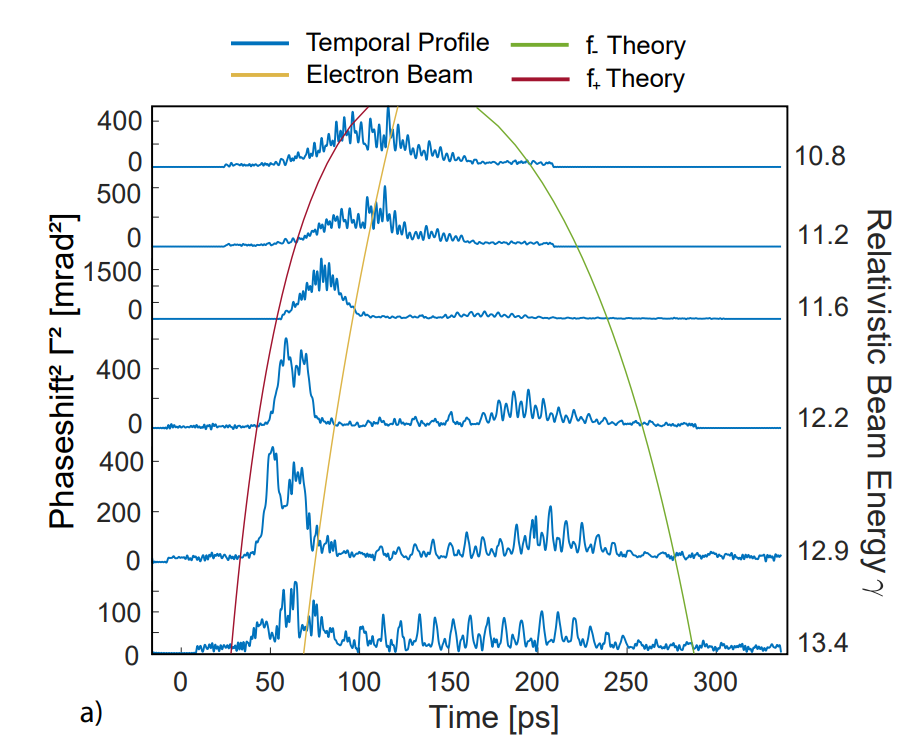 Temporal Profile
f- Theory
Electron Beam
f+ Theory
Phaseshift² Γ² [mrad²]
400
0
500
0
1500
0
400
0
400
200
0
100
0
10.8
11.2
11.6
12.2
12.9
13.4
Relativistic Beam Energy γ
0 50 100 150 200 250 300
Time [ps]
a)